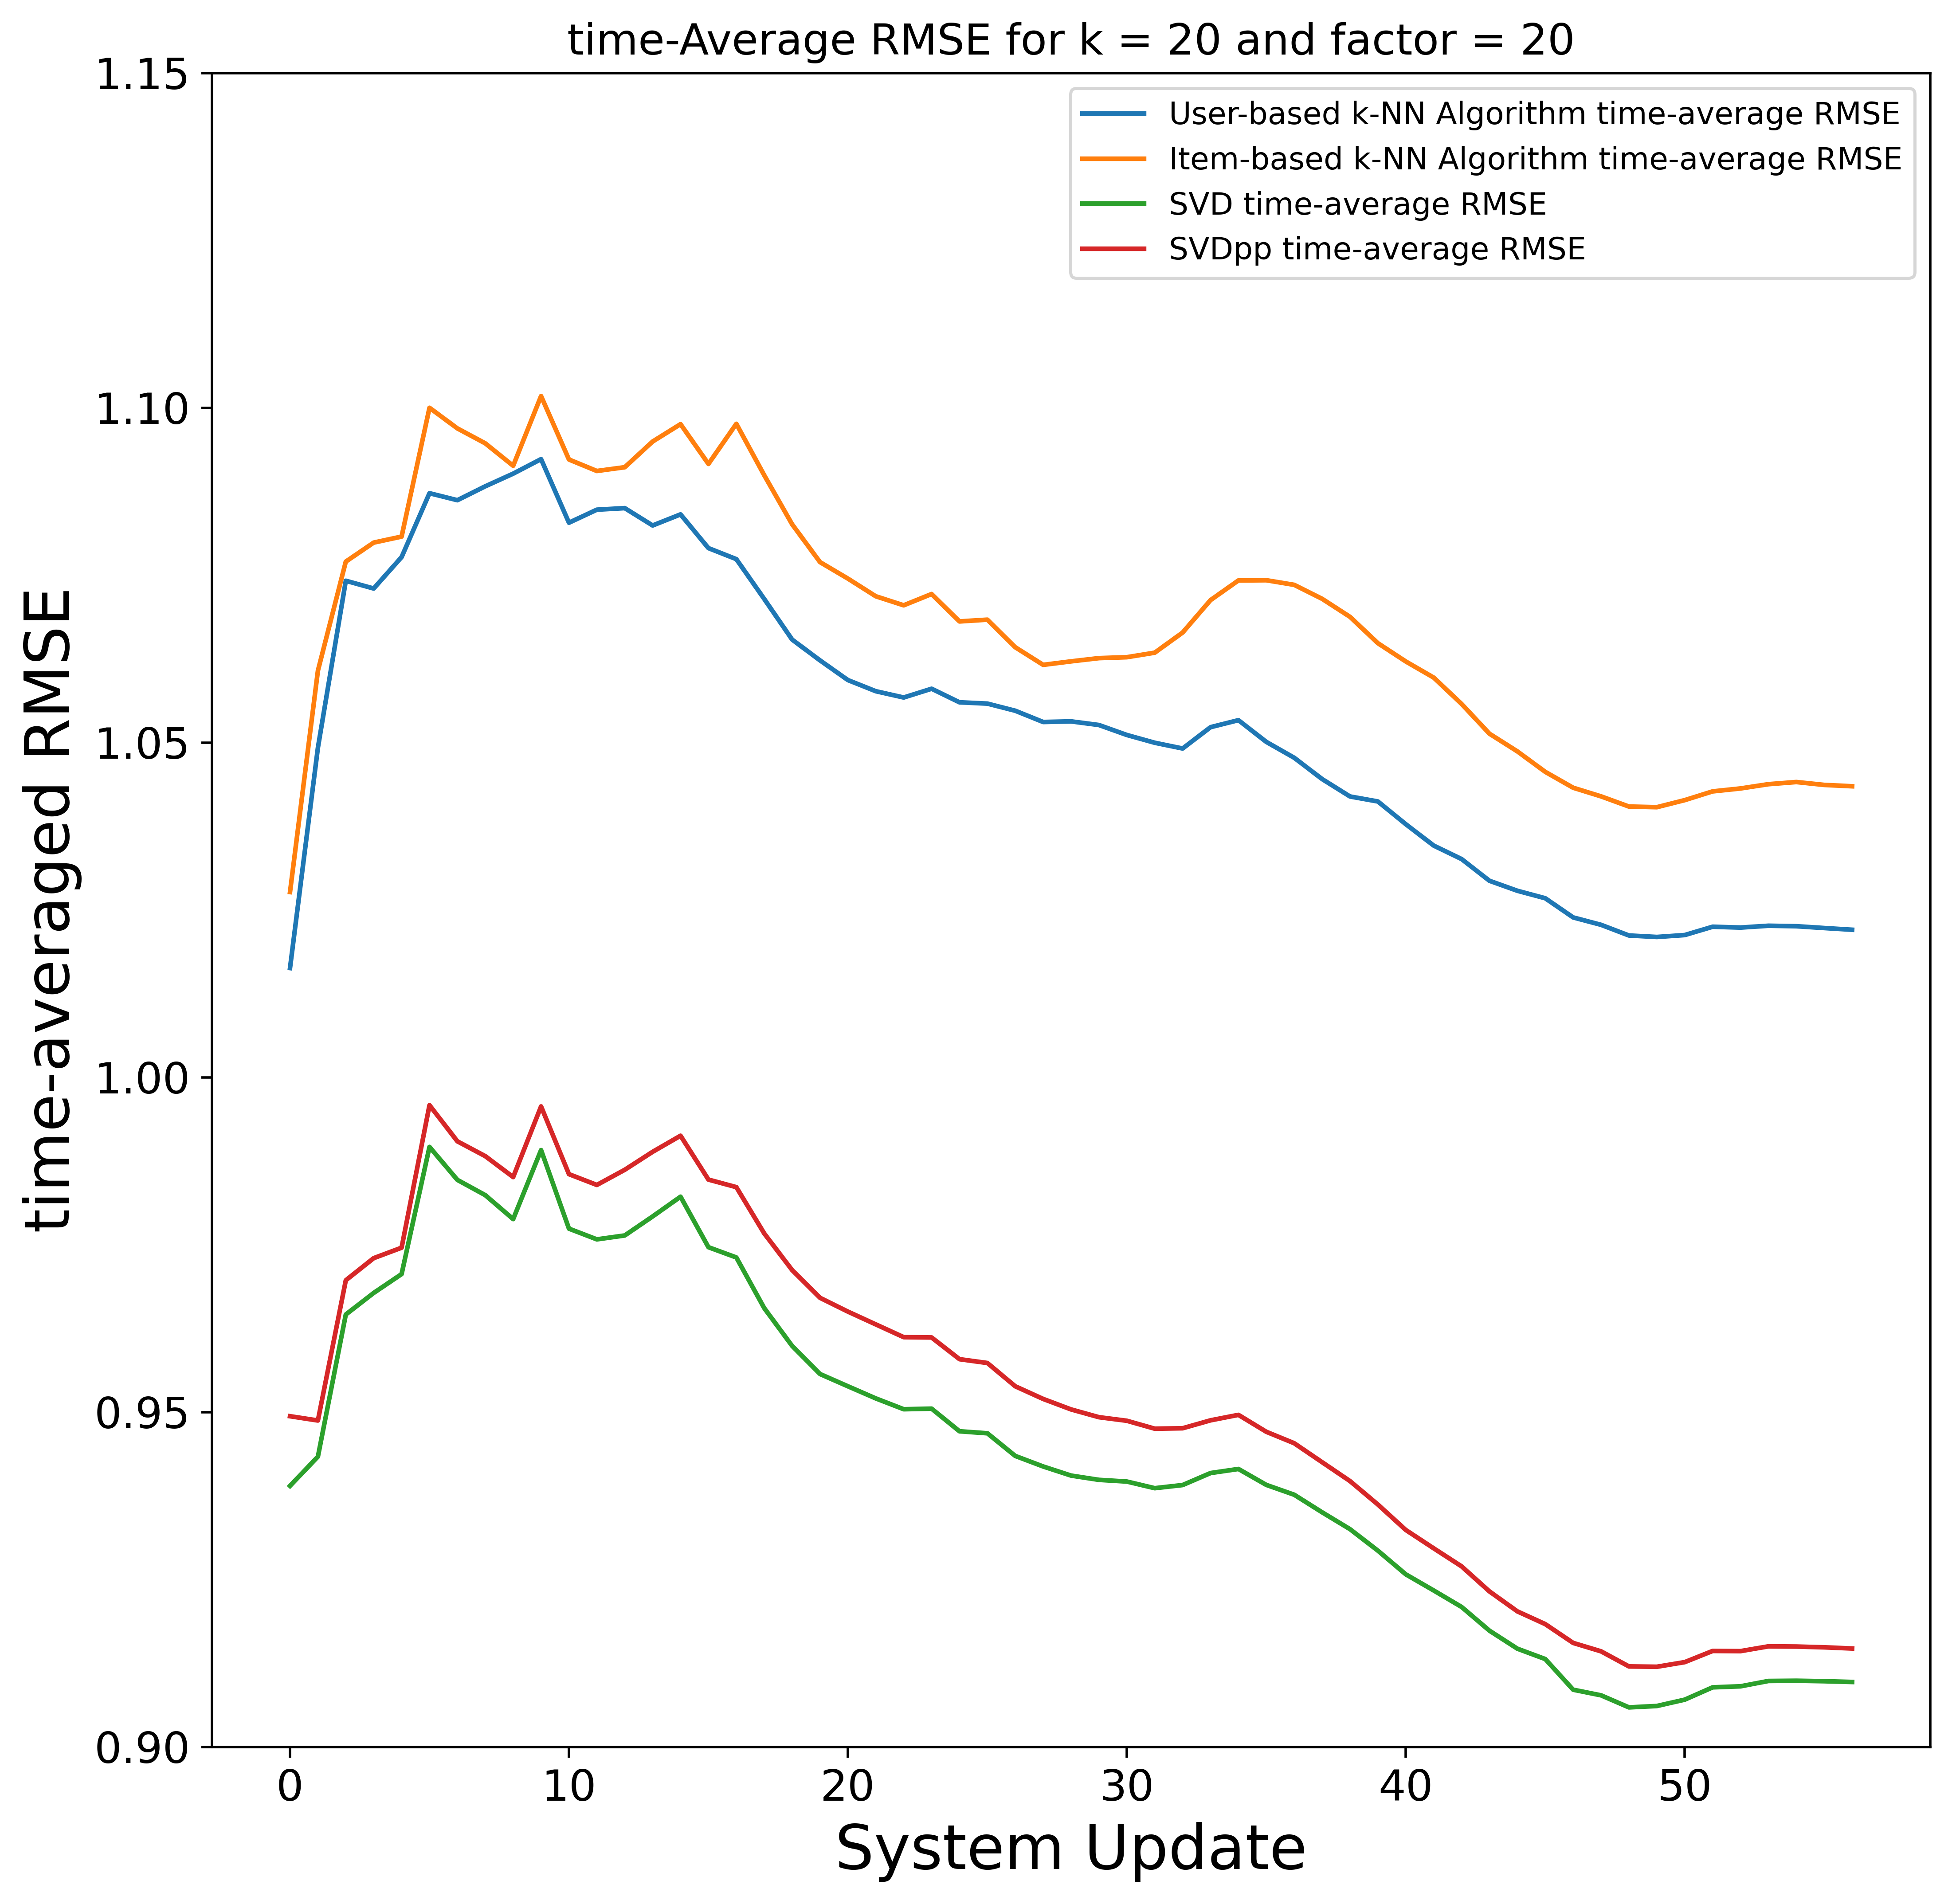 time-Average RMSE for k = 20 and factor = 20
User-based k-NN Algorithm time-average RMSE
Item-based k-NN Algorithm time-average RMSE
SVD time-average RMSE
SVDpp time-average RMSE
time-averaged RMSE
1.15
1.10
1.05
1.00
0.95
0.90
0 10 20 30 40 50
System Update